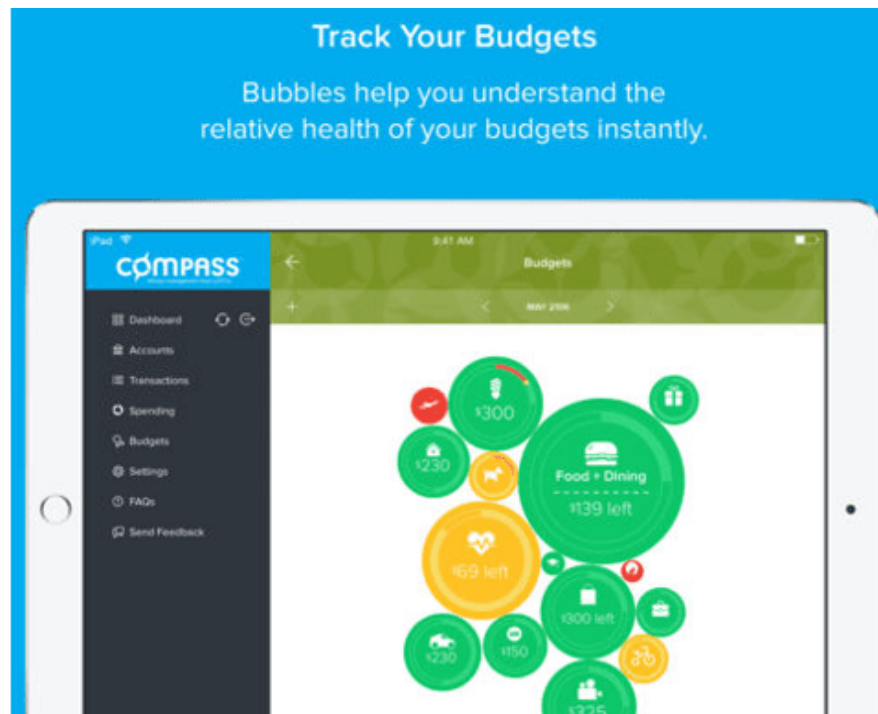 Track Your Budgets
Bubbles help you understand the
relative health of your budgets instantly.
iPad
9:41 AM
COMPASS
Budgets
Dashboard
Accounts
Transactions
Spending
Budgets
Settings
FAQs
Send Feedback
+
$300
$230
Food + Dining
$139 left
$69 left
$300 left
$230
$150
$325